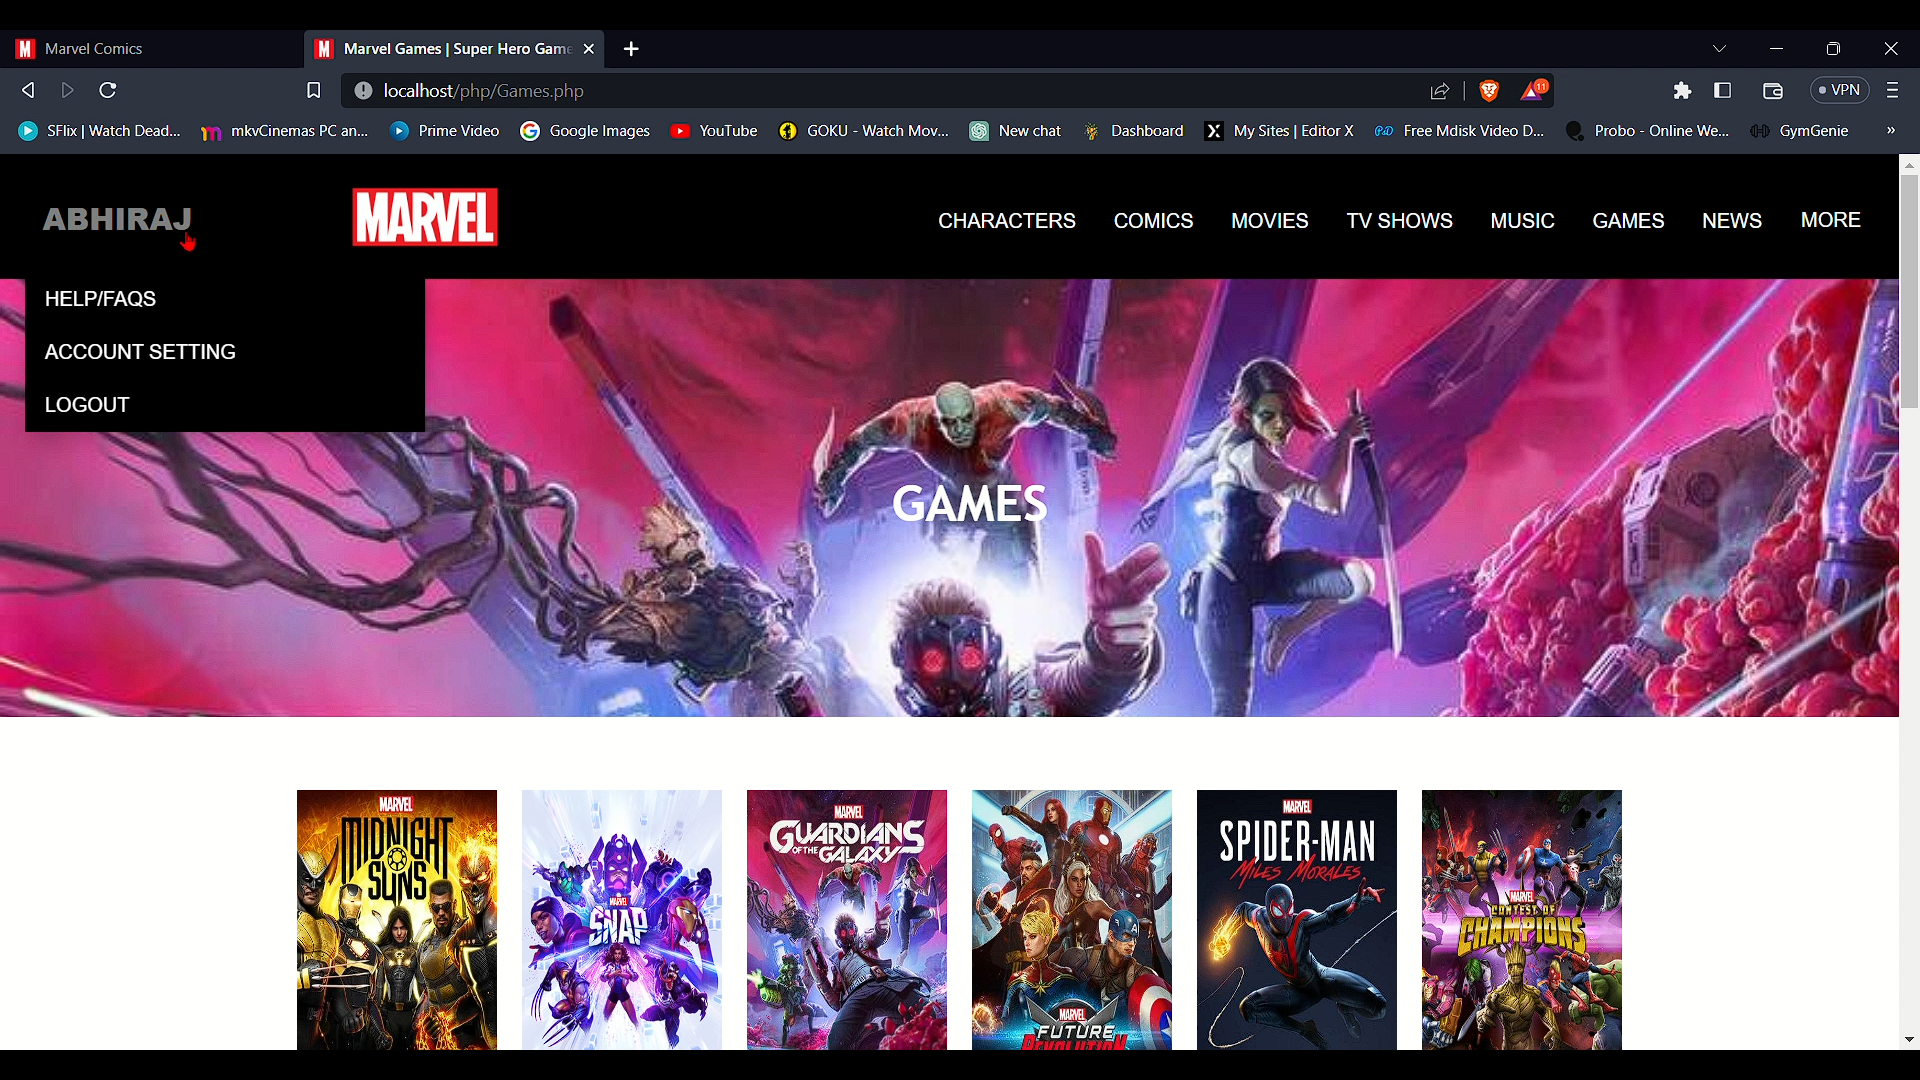 Marvel Comics
Marvel Games | Super Hero Game
localhost/php/Games.php
11
VPN
SFlix | Watch Dead...
mkvCinemas PC an...
Prime Video
Google Images
YouTube
GOKU - Watch Mov...
New chat
Dashboard
My Sites | Editor X
Free Mdisk Video D...
Probo - Online We...
GymGenie
»
ABHIRAJ
MARVEL
CHARACTERS
COMICS
MOVIES
TV SHOWS
MUSIC
GAMES
NEWS
MORE
HELP/FAQS
ACCOUNT SETTING
LOGOUT
GAMES
MARVEL
MIDNIGHT
SUNS
MARVEL
SNAP
MARVEL
GUARDIANS
OF THE GALAXY
MARVEL
FUTURE
REVOLUTION
MARVEL
SPIDER-MAN
MILES MORALES
MARVEL
CONTEST OF
CHAMPIONS